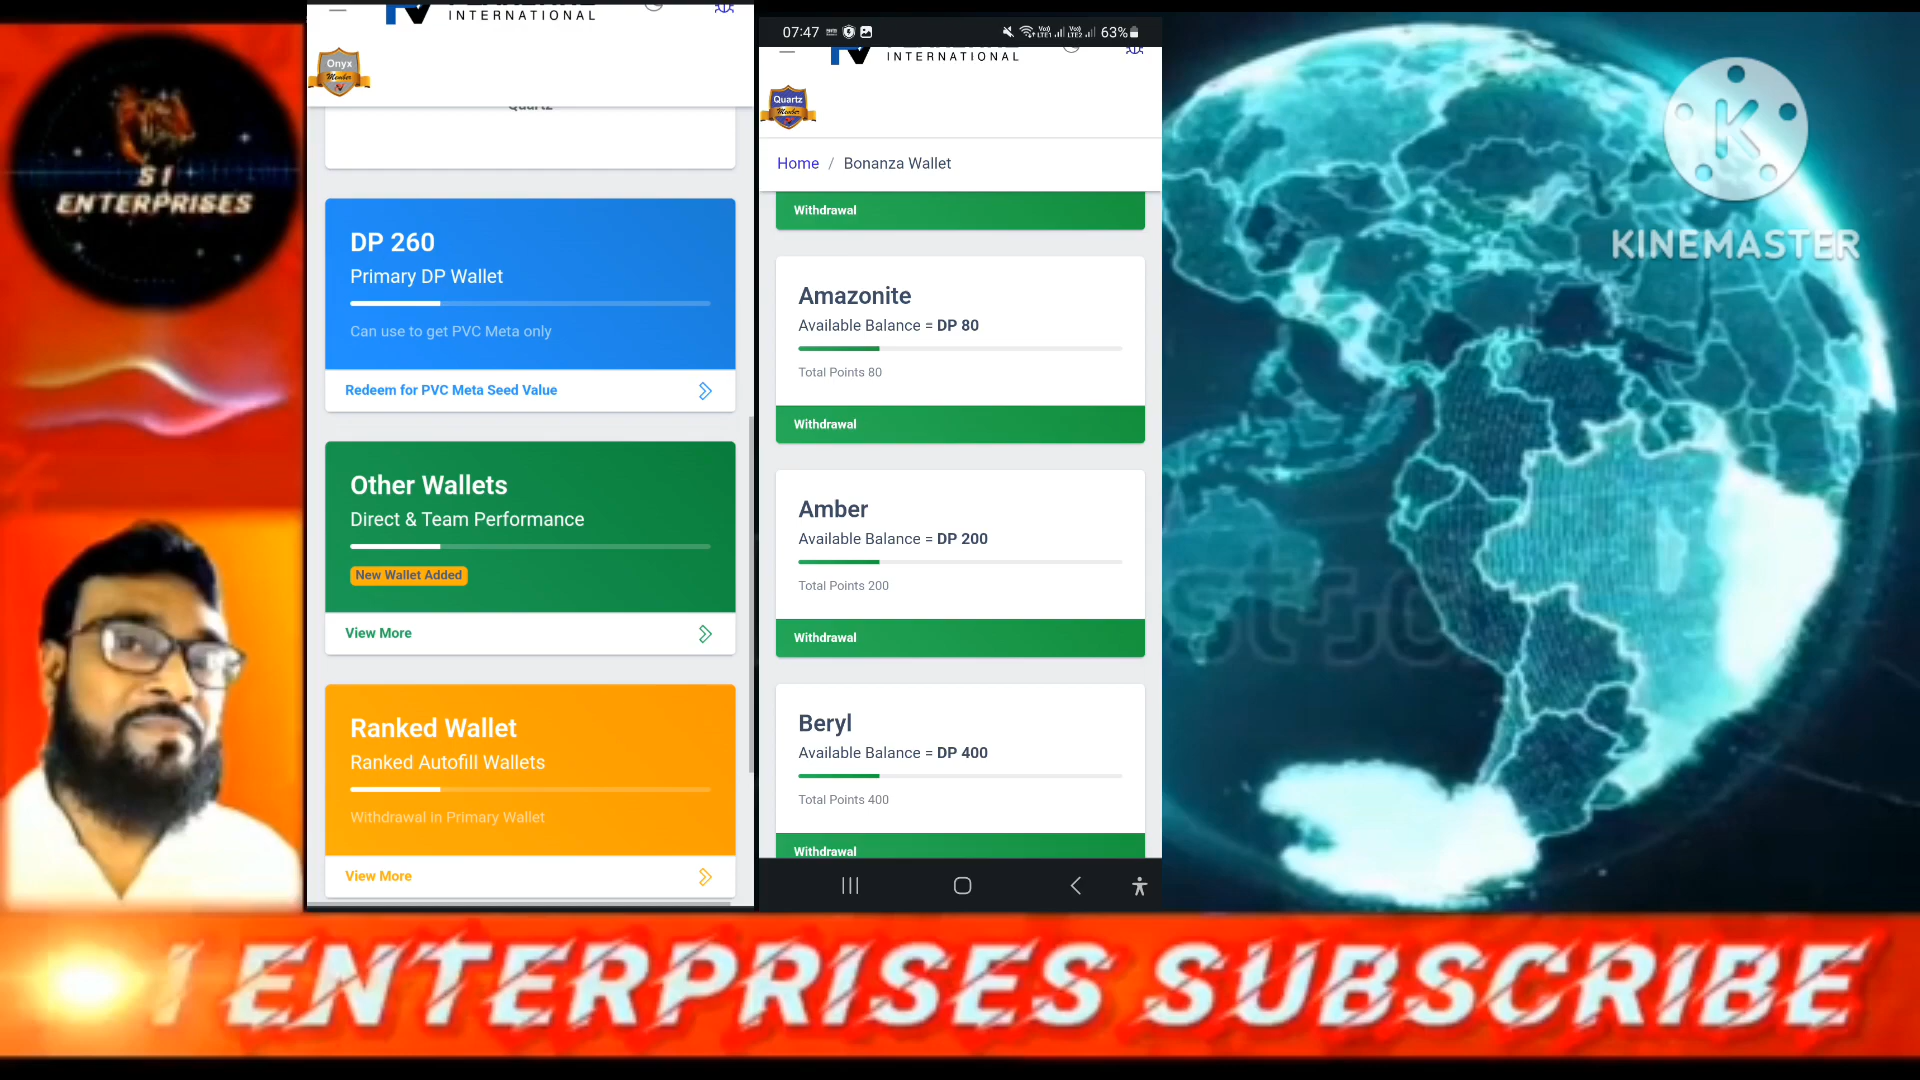 S I
ENTERPRISES
INTERNATIONAL
Onyx
Member
Quartz
DP 260
Primary DP Wallet
Can use to get PVC Meta only
Redeem for PVC Meta Seed Value
Other Wallets
Direct & Team Performance
New Wallet Added
View More
Ranked Wallet
Ranked Autofill Wallets
Withdrawal in Primary Wallet
View More
07:47
63%
INTERNATIONAL
Quartz
Member
Home / Bonanza Wallet
Withdrawal
Amazonite
Available Balance = DP 80
Total Points 80
Withdrawal
Amber
Available Balance = DP 200
Total Points 200
Withdrawal
Beryl
Available Balance = DP 400
Total Points 400
Withdrawal
K
KINEMASTER
I ENTERPRISES SUBSCRIBE